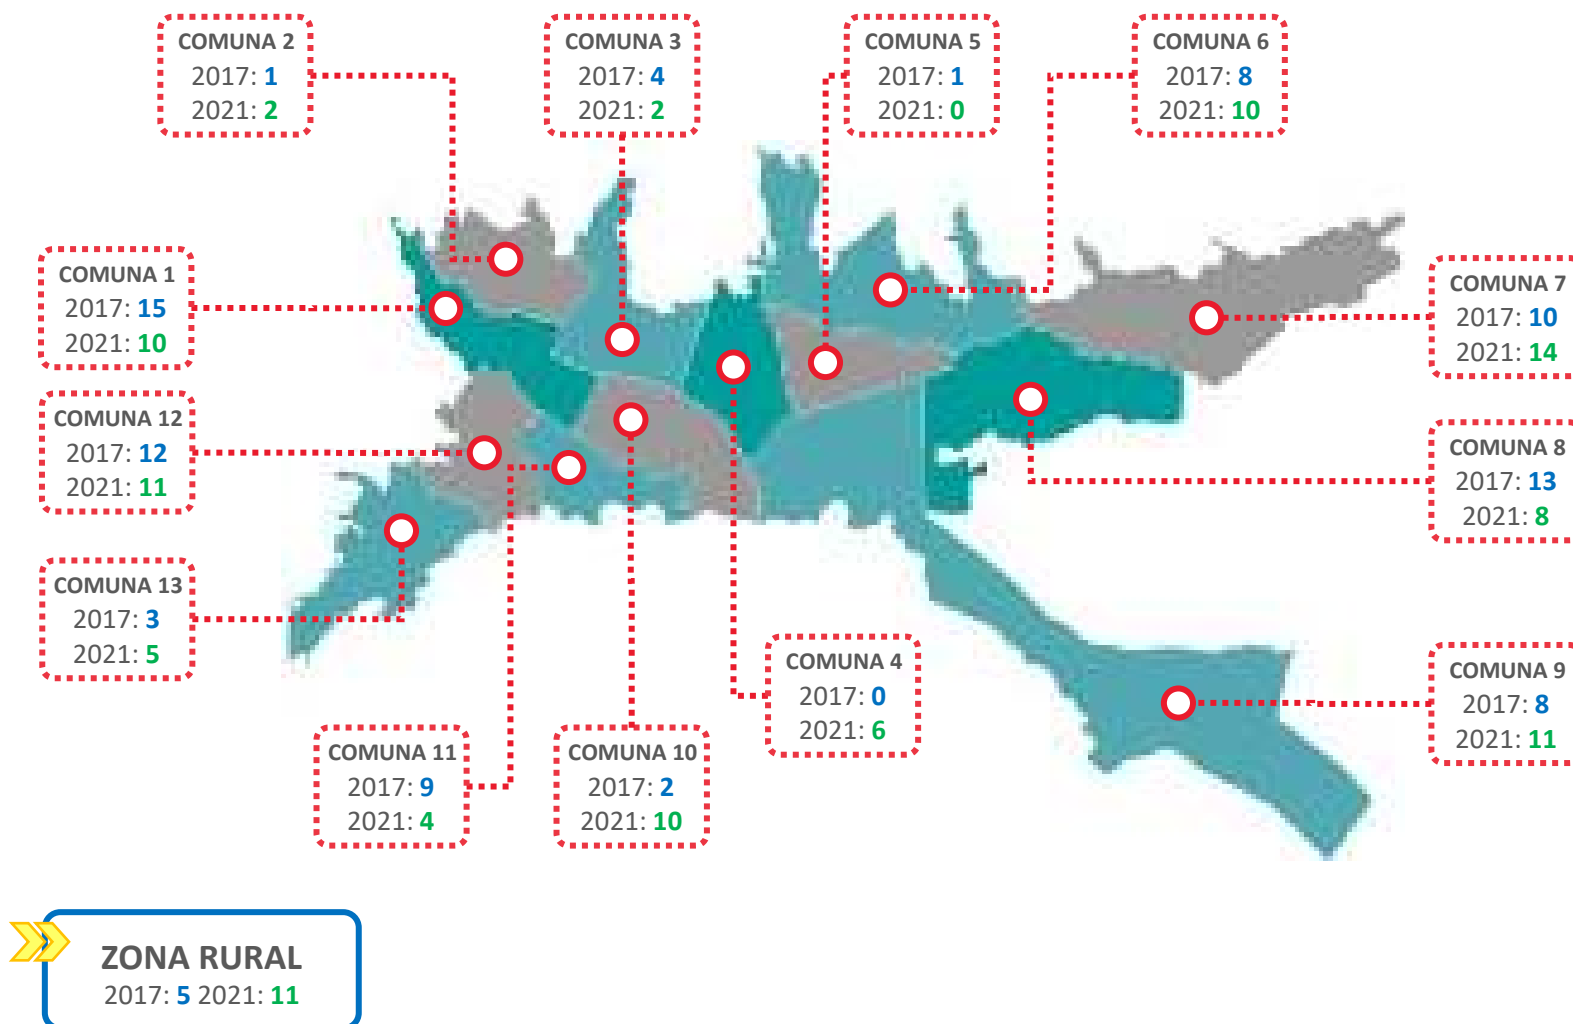 COMUNA 2
2017: 1
2021: 2
COMUNA 3
2017: 4
2021: 2
COMUNA 5
2017: 1
2021: 0
COMUNA 6
2017: 8
2021: 10
COMUNA 1
2017: 15
2021: 10
COMUNA 7
2017: 10
2021: 14
COMUNA 12
2017: 12
2021: 11
COMUNA 8
2017: 13
2021: 8
COMUNA 13
2017: 3
2021: 5
COMUNA 4
2017: 0
2021: 6
COMUNA 9
2017: 8
2021: 11
COMUNA 11
2017: 9
2021: 4
COMUNA 10
2017: 2
2021: 10
ZONA RURAL
2017: 5 2021: 11